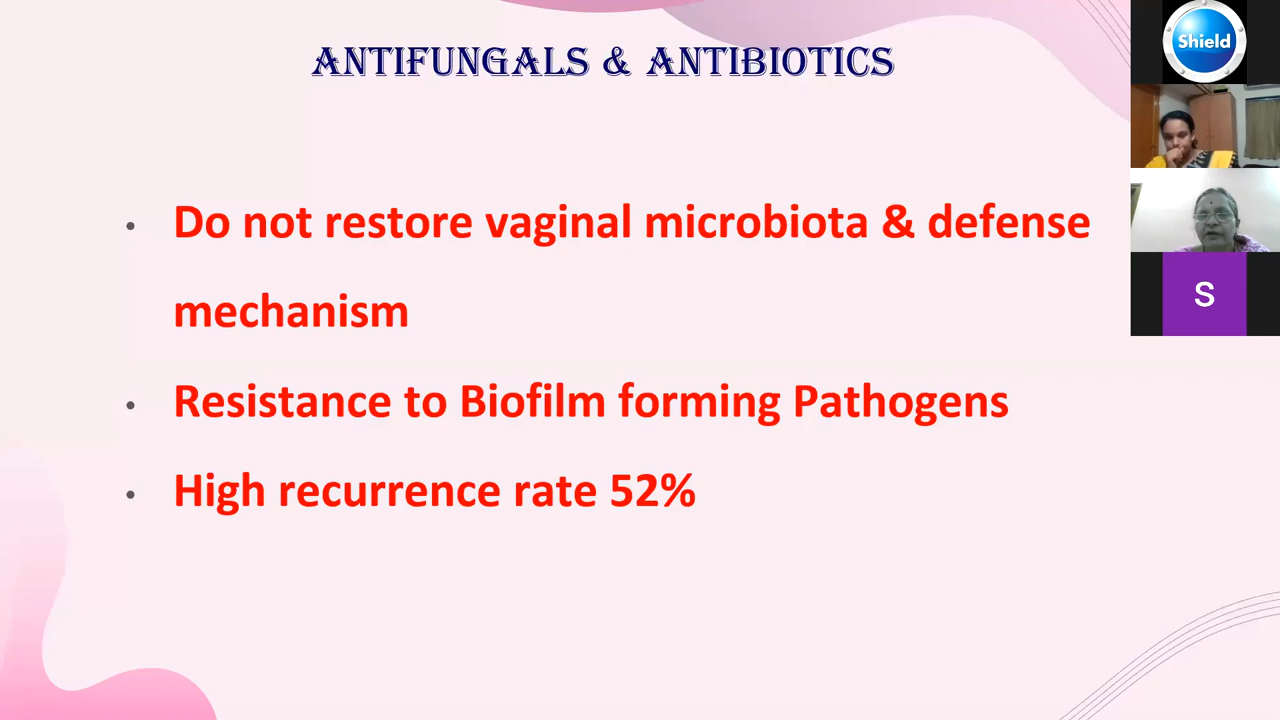 ANTIFUNGALS & ANTIBIOTICS
Shield
• Do not restore vaginal microbiota & defense
mechanism
S
• Resistance to Biofilm forming Pathogens
• High recurrence rate 52%